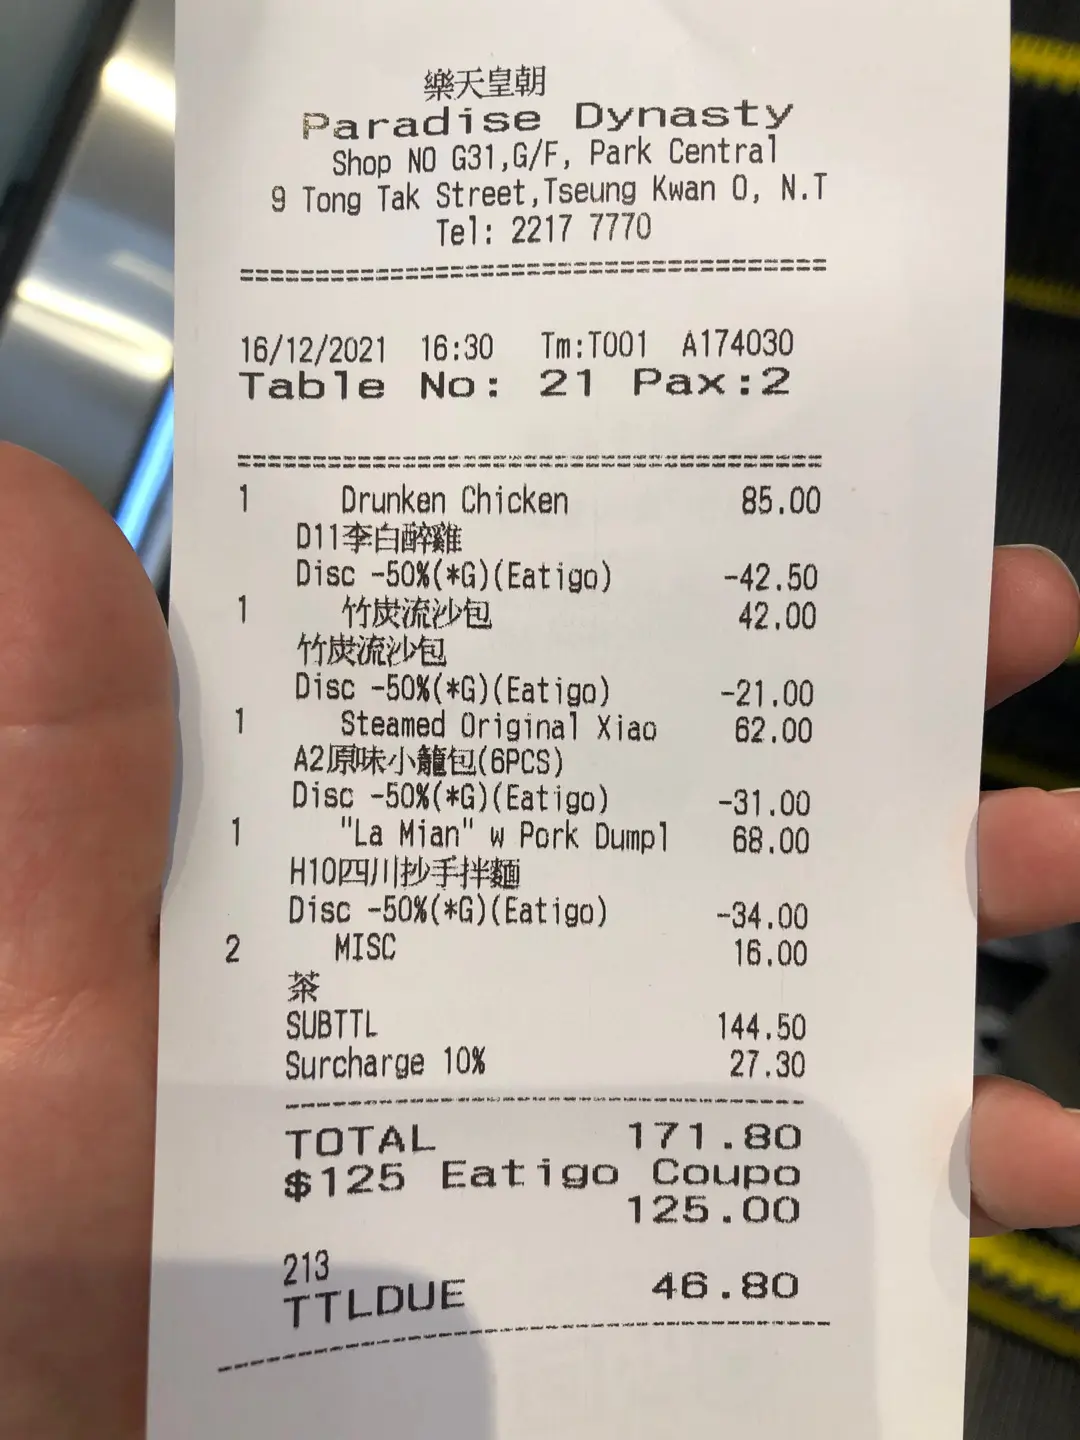 樂天皇朝
Paradise Dynasty
Shop NO G31,G/F, Park Central
9 Tong Tak Street,Tseung Kwan O, N.T
Tel: 2217 7770
16/12/2021 16:30 Tm:T001 A174030
Table No: 21 Pax:2
1 Drunken Chicken 85.00
D11李白醉雞
Disc -50%(*G)(Eatigo) -42.50
1 竹炭流沙包 42.00
竹炭流沙包
Disc -50%(*G)(Eatigo) -21.00
1 Steamed Original Xiao 62.00
A2原味小籠包(6PCS)
Disc -50%(*G)(Eatigo) -31.00
1 "La Mian" w Pork Dumpl 68.00
H10四川抄手拌麵
Disc -50%(*G)(Eatigo) -34.00
2 MISC 16.00
茶
SUBTTL 144.50
Surcharge 10% 27.30
TOTAL 171.80
$125 Eatigo Coupo
125.00
213
TTLDUE 46.80